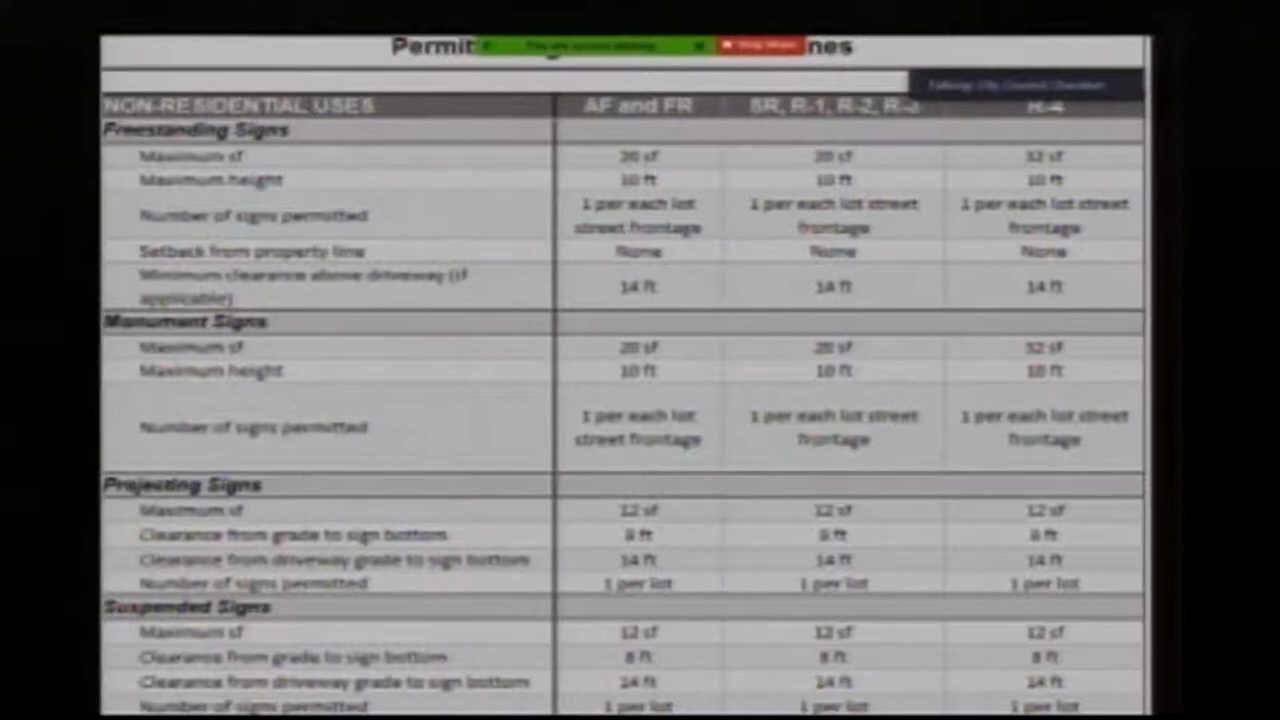 Permit nes
Talking: City Council Chamber
NON-RESIDENTIAL USES AF and FR SR, R-1, R-2, R-3 R-4
Freestanding Signs
Maximum sf 20 sf 20 sf 32 sf
Maximum height 10 ft 10 ft 10 ft
Number of signs permitted 1 per each lot street frontage 1 per each lot street frontage 1 per each lot street frontage
Setback from property line None None None
Minimum clearance above driveway (if applicable) 14 ft 14 ft 14 ft
Monument Signs
Maximum sf 20 sf 20 sf 32 sf
Maximum height 10 ft 10 ft 10 ft
Number of signs permitted 1 per each lot street frontage 1 per each lot street frontage 1 per each lot street frontage
Projecting Signs
Maximum sf 12 sf 12 sf 12 sf
Clearance from grade to sign bottom 8 ft 8 ft 8 ft
Clearance from driveway grade to sign bottom 14 ft 14 ft 14 ft
Number of signs permitted 1 per lot 1 per lot 1 per lot
Suspended Signs
Maximum sf 12 sf 12 sf 12 sf
Clearance from grade to sign bottom 8 ft 8 ft 8 ft
Clearance from driveway grade to sign bottom 14 ft 14 ft 14 ft
Number of signs permitted 1 per lot 1 per lot 1 per lot